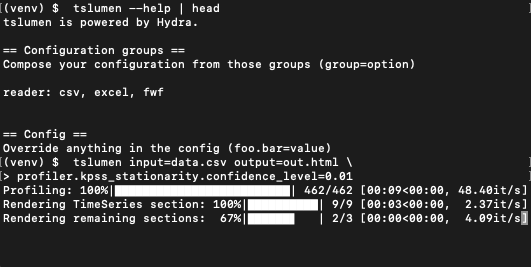 (venv) $  tslumen --help | head
tslumen is powered by Hydra.
== Configuration groups ==
Compose your configuration from those groups (group=option)
reader: csv, excel, fwf
== Config ==
Override anything in the config (foo.bar=value)
(venv) $  tslumen input=data.csv output=out.html \
> profiler.kpss_stationarity.confidence_level=0.01
Profiling: 100%|██████████| 462/462 [00:09<00:00, 48.40it/s]
Rendering TimeSeries section: 100%|██████████| 9/9 [00:03<00:00,  2.37it/s]
Rendering remaining sections:  67%|██████    | 2/3 [00:00<00:00,  4.09it/s]